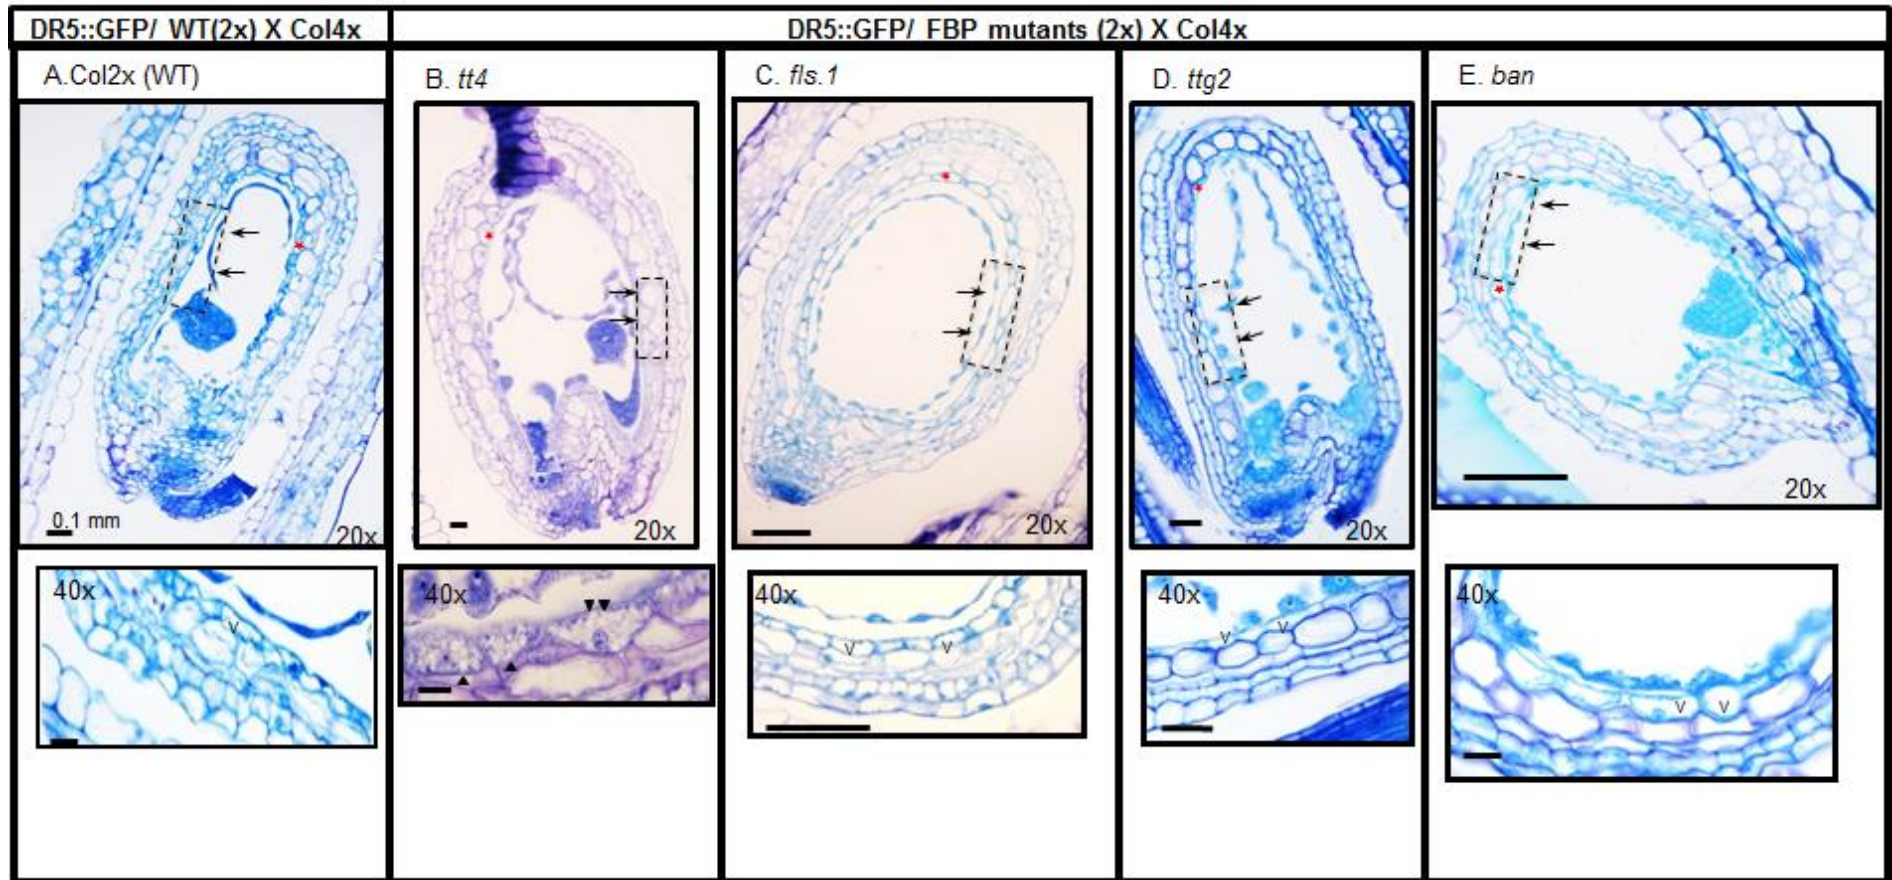 DR5::GFP/ WT(2x) X Col4x
DR5::GFP/ FBP mutants (2x) X Col4x
A.Col2x (WT)
B. tt4
C. fls.1
D. ttg2
E. ban
0.1 mm
20x
20x
20x
20x
20x
40x
v
40x
40x
v
v
40x
v
v
40x
v
v